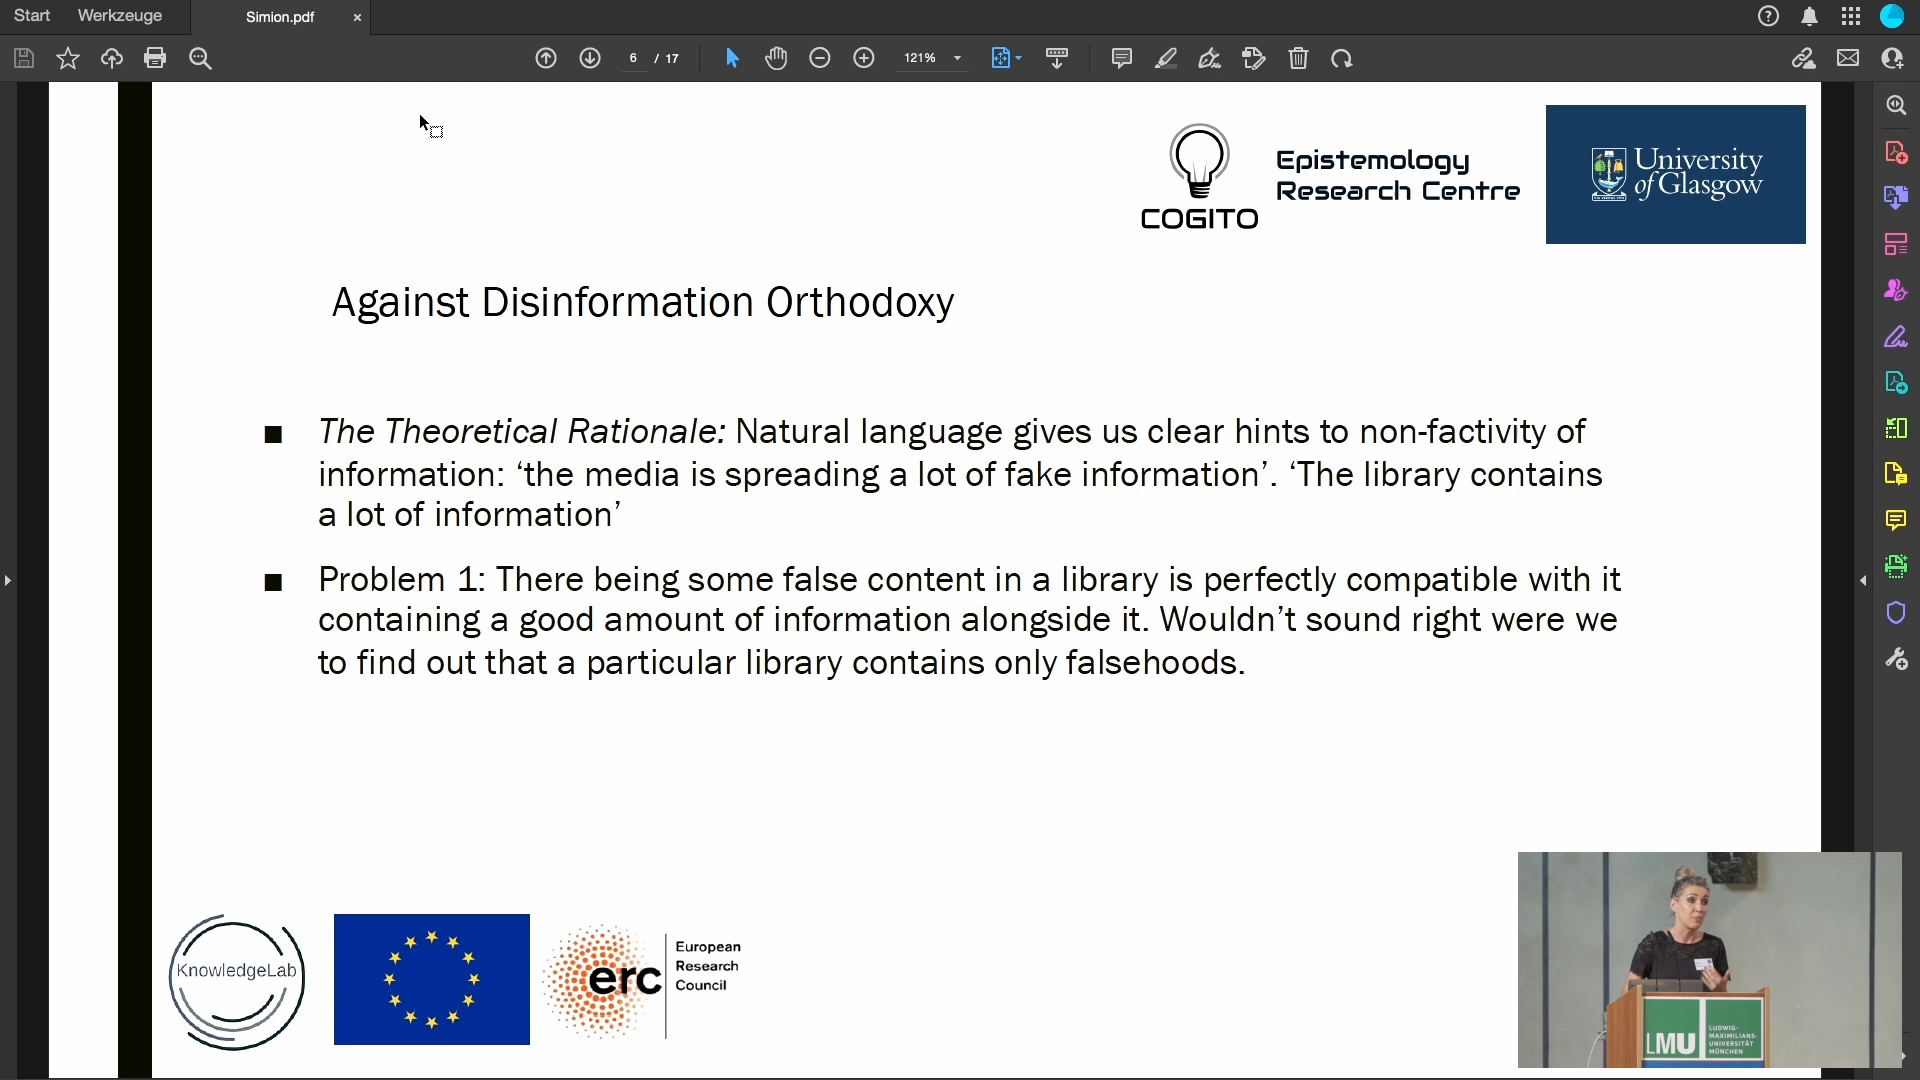 Start Werkzeuge Simion.pdf
6 / 17 121%
COGITO
Epistemology
Research Centre
University
of Glasgow
Against Disinformation Orthodoxy
■ The Theoretical Rationale: Natural language gives us clear hints to non-factivity of
information: ‘the media is spreading a lot of fake information’. ‘The library contains
a lot of information’
■ Problem 1: There being some false content in a library is perfectly compatible with it
containing a good amount of information alongside it. Wouldn’t sound right were we
to find out that a particular library contains only falsehoods.
KnowledgeLab
erc
European
Research
Council
LMU
LUDWIG-
MAXIMILIANS-
UNIVERSITÄT
MÜNCHEN